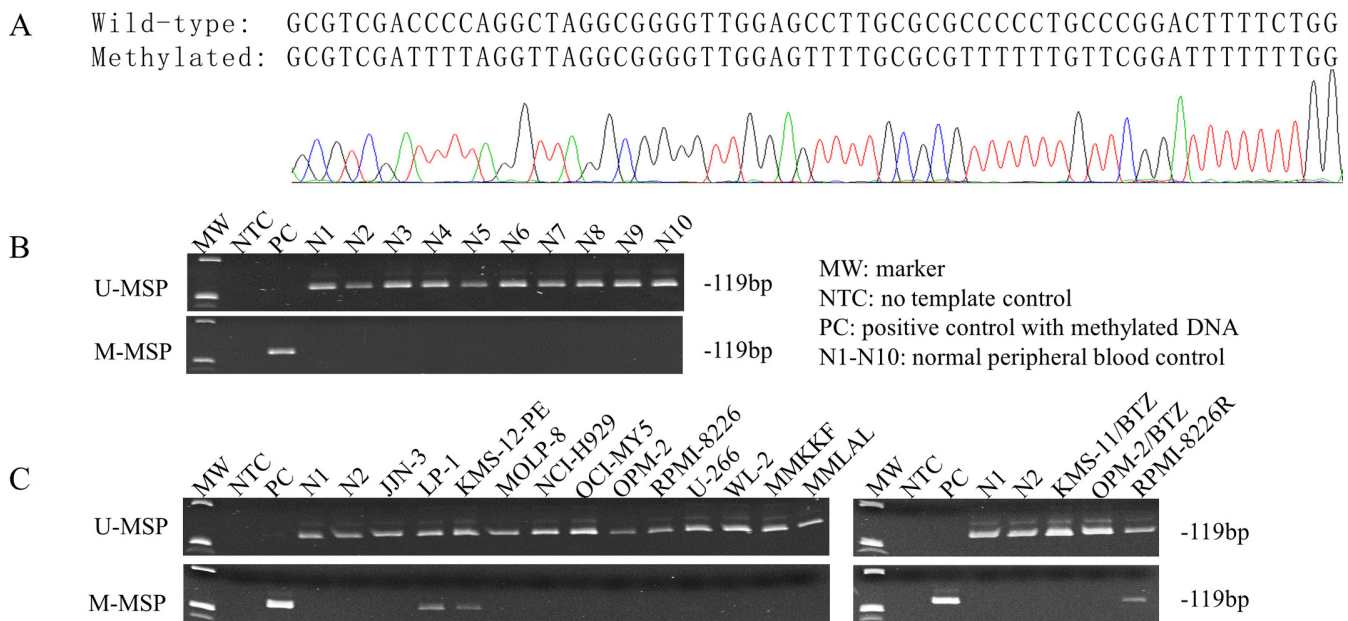 A
Wild-type: GCGTCGACCCCAGGCTAGGCGGGGTTGGAGCCTTGCGCGCCCCCTGCCCGGACTTTTCTGG
Methylated: GCGTCGATTTTAGGTTAGGCGGGGTTGGAGTTTTGCGCGTTTTTTGTTCGGATTTTTTTGG
B
MW NTC PC N1 N2 N3 N4 N5 N6 N7 N8 N9 N10
U-MSP -119bp
M-MSP -119bp
MW: marker
NTC: no template control
PC: positive control with methylated DNA
N1-N10: normal peripheral blood control
C
MW NTC PC N1 N2 JJN-3 LP-1 KMS-12-PE MOLP-8 NCI-H929 OCI-MY5 OPM-2 RPMI-8226 U-266 WL-2 MMKKF MMLAL
MW NTC PC N1 N2 KMS-11/BTZ OPM-2/BTZ RPMI-8226R
U-MSP -119bp
M-MSP -119bp